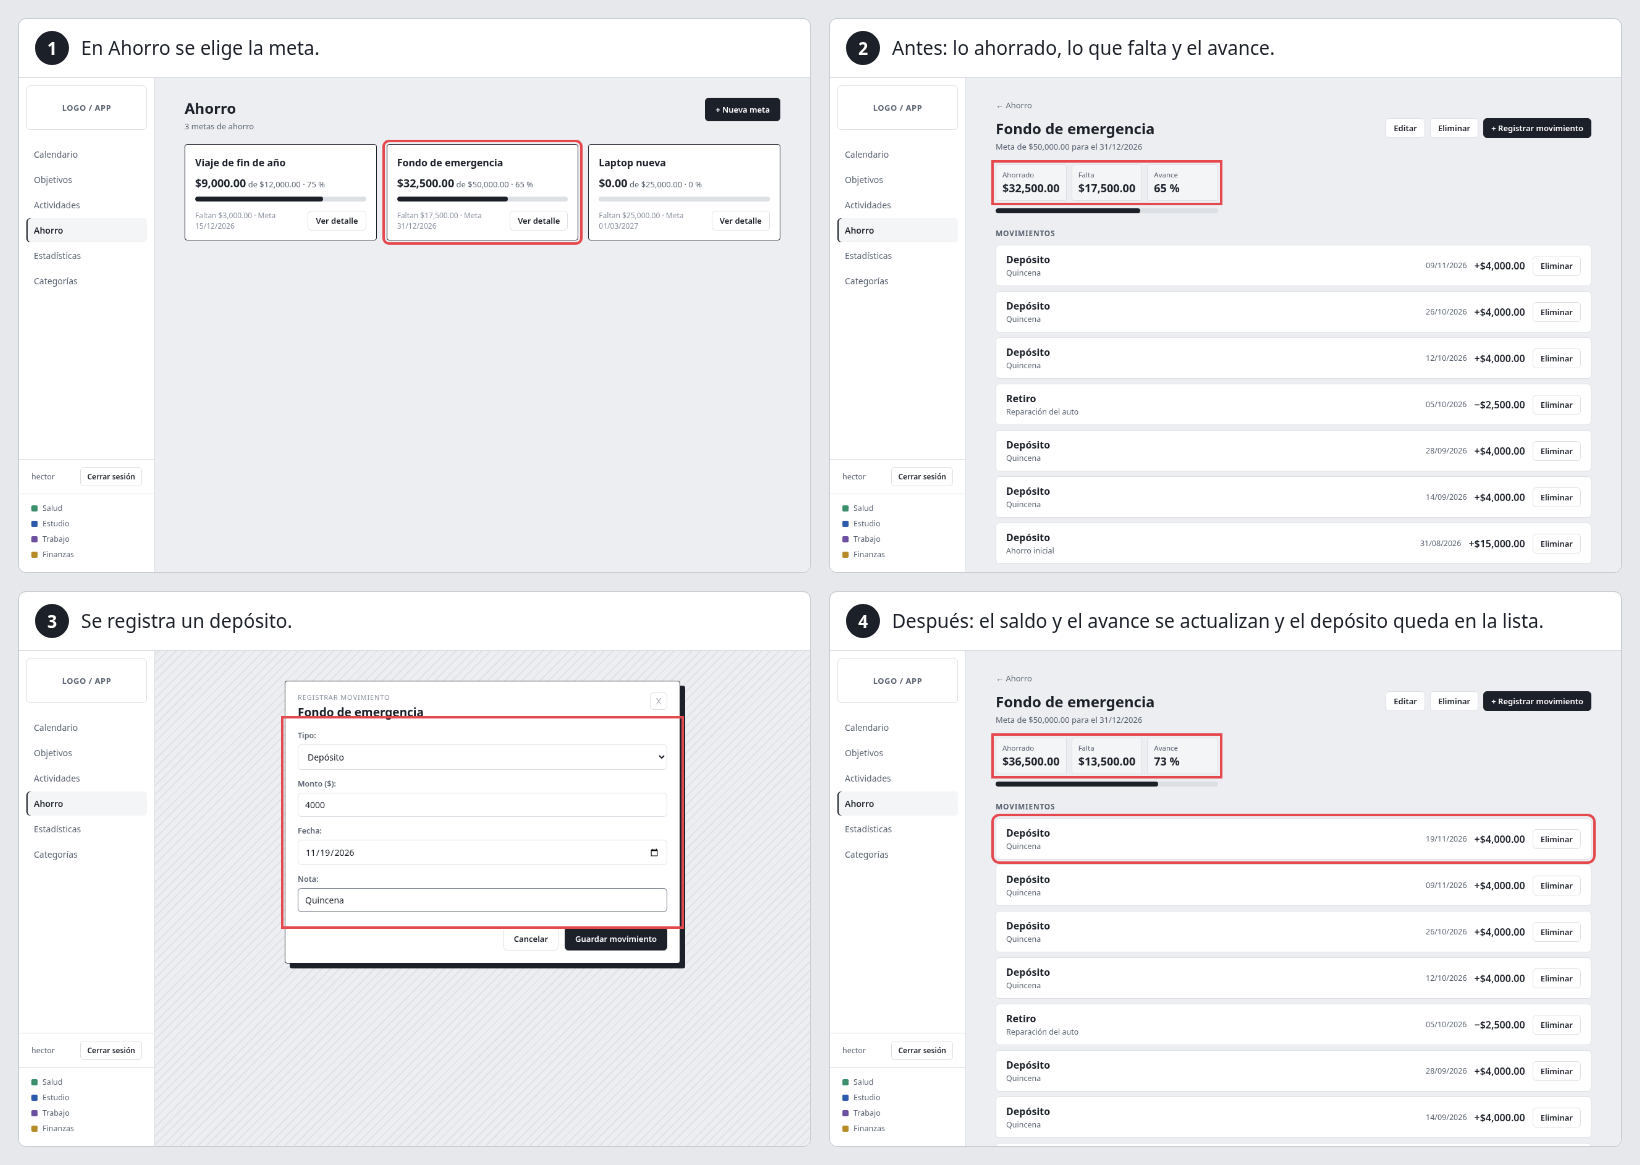 1 En Ahorro se elige la meta.
LOGO / APP
Calendario
Objetivos
Actividades
Ahorro
Estadísticas
Categorías
hector Cerrar sesión
Salud
Estudio
Trabajo
Finanzas
Ahorro
3 metas de ahorro
+ Nueva meta
Viaje de fin de año
$9,000.00 de $12,000.00 · 75 %
Faltan $3,000.00 · Meta
15/12/2026
Ver detalle
Fondo de emergencia
$32,500.00 de $50,000.00 · 65 %
Faltan $17,500.00 · Meta
31/12/2026
Ver detalle
Laptop nueva
$0.00 de $25,000.00 · 0 %
Faltan $25,000.00 · Meta
01/03/2027
Ver detalle
2 Antes: lo ahorrado, lo que falta y el avance.
LOGO / APP
Calendario
Objetivos
Actividades
Ahorro
Estadísticas
Categorías
hector Cerrar sesión
Salud
Estudio
Trabajo
Finanzas
← Ahorro
Fondo de emergencia
Meta de $50,000.00 para el 31/12/2026
Editar Eliminar + Registrar movimiento
Ahorrado Falta Avance
$32,500.00 $17,500.00 65 %
MOVIMIENTOS
Depósito
Quincena
09/11/2026 +$4,000.00 Eliminar
Depósito
Quincena
26/10/2026 +$4,000.00 Eliminar
Depósito
Quincena
12/10/2026 +$4,000.00 Eliminar
Retiro
Reparación del auto
05/10/2026 −$2,500.00 Eliminar
Depósito
Quincena
28/09/2026 +$4,000.00 Eliminar
Depósito
Quincena
14/09/2026 +$4,000.00 Eliminar
Depósito
Ahorro inicial
31/08/2026 +$15,000.00 Eliminar
3 Se registra un depósito.
LOGO / APP
Calendario
Objetivos
Actividades
Ahorro
Estadísticas
Categorías
hector Cerrar sesión
Salud
Estudio
Trabajo
Finanzas
REGISTRAR MOVIMIENTO
X
Fondo de emergencia
Tipo:
Depósito
Monto ($):
4000
Fecha:
11/19/2026
Nota:
Quincena
Cancelar Guardar movimiento
4 Después: el saldo y el avance se actualizan y el depósito queda en la lista.
LOGO / APP
Calendario
Objetivos
Actividades
Ahorro
Estadísticas
Categorías
hector Cerrar sesión
Salud
Estudio
Trabajo
Finanzas
← Ahorro
Fondo de emergencia
Meta de $50,000.00 para el 31/12/2026
Editar Eliminar + Registrar movimiento
Ahorrado Falta Avance
$36,500.00 $13,500.00 73 %
MOVIMIENTOS
Depósito
Quincena
19/11/2026 +$4,000.00 Eliminar
Depósito
Quincena
09/11/2026 +$4,000.00 Eliminar
Depósito
Quincena
26/10/2026 +$4,000.00 Eliminar
Depósito
Quincena
12/10/2026 +$4,000.00 Eliminar
Retiro
Reparación del auto
05/10/2026 −$2,500.00 Eliminar
Depósito
Quincena
28/09/2026 +$4,000.00 Eliminar
Depósito
Quincena
14/09/2026 +$4,000.00 Eliminar